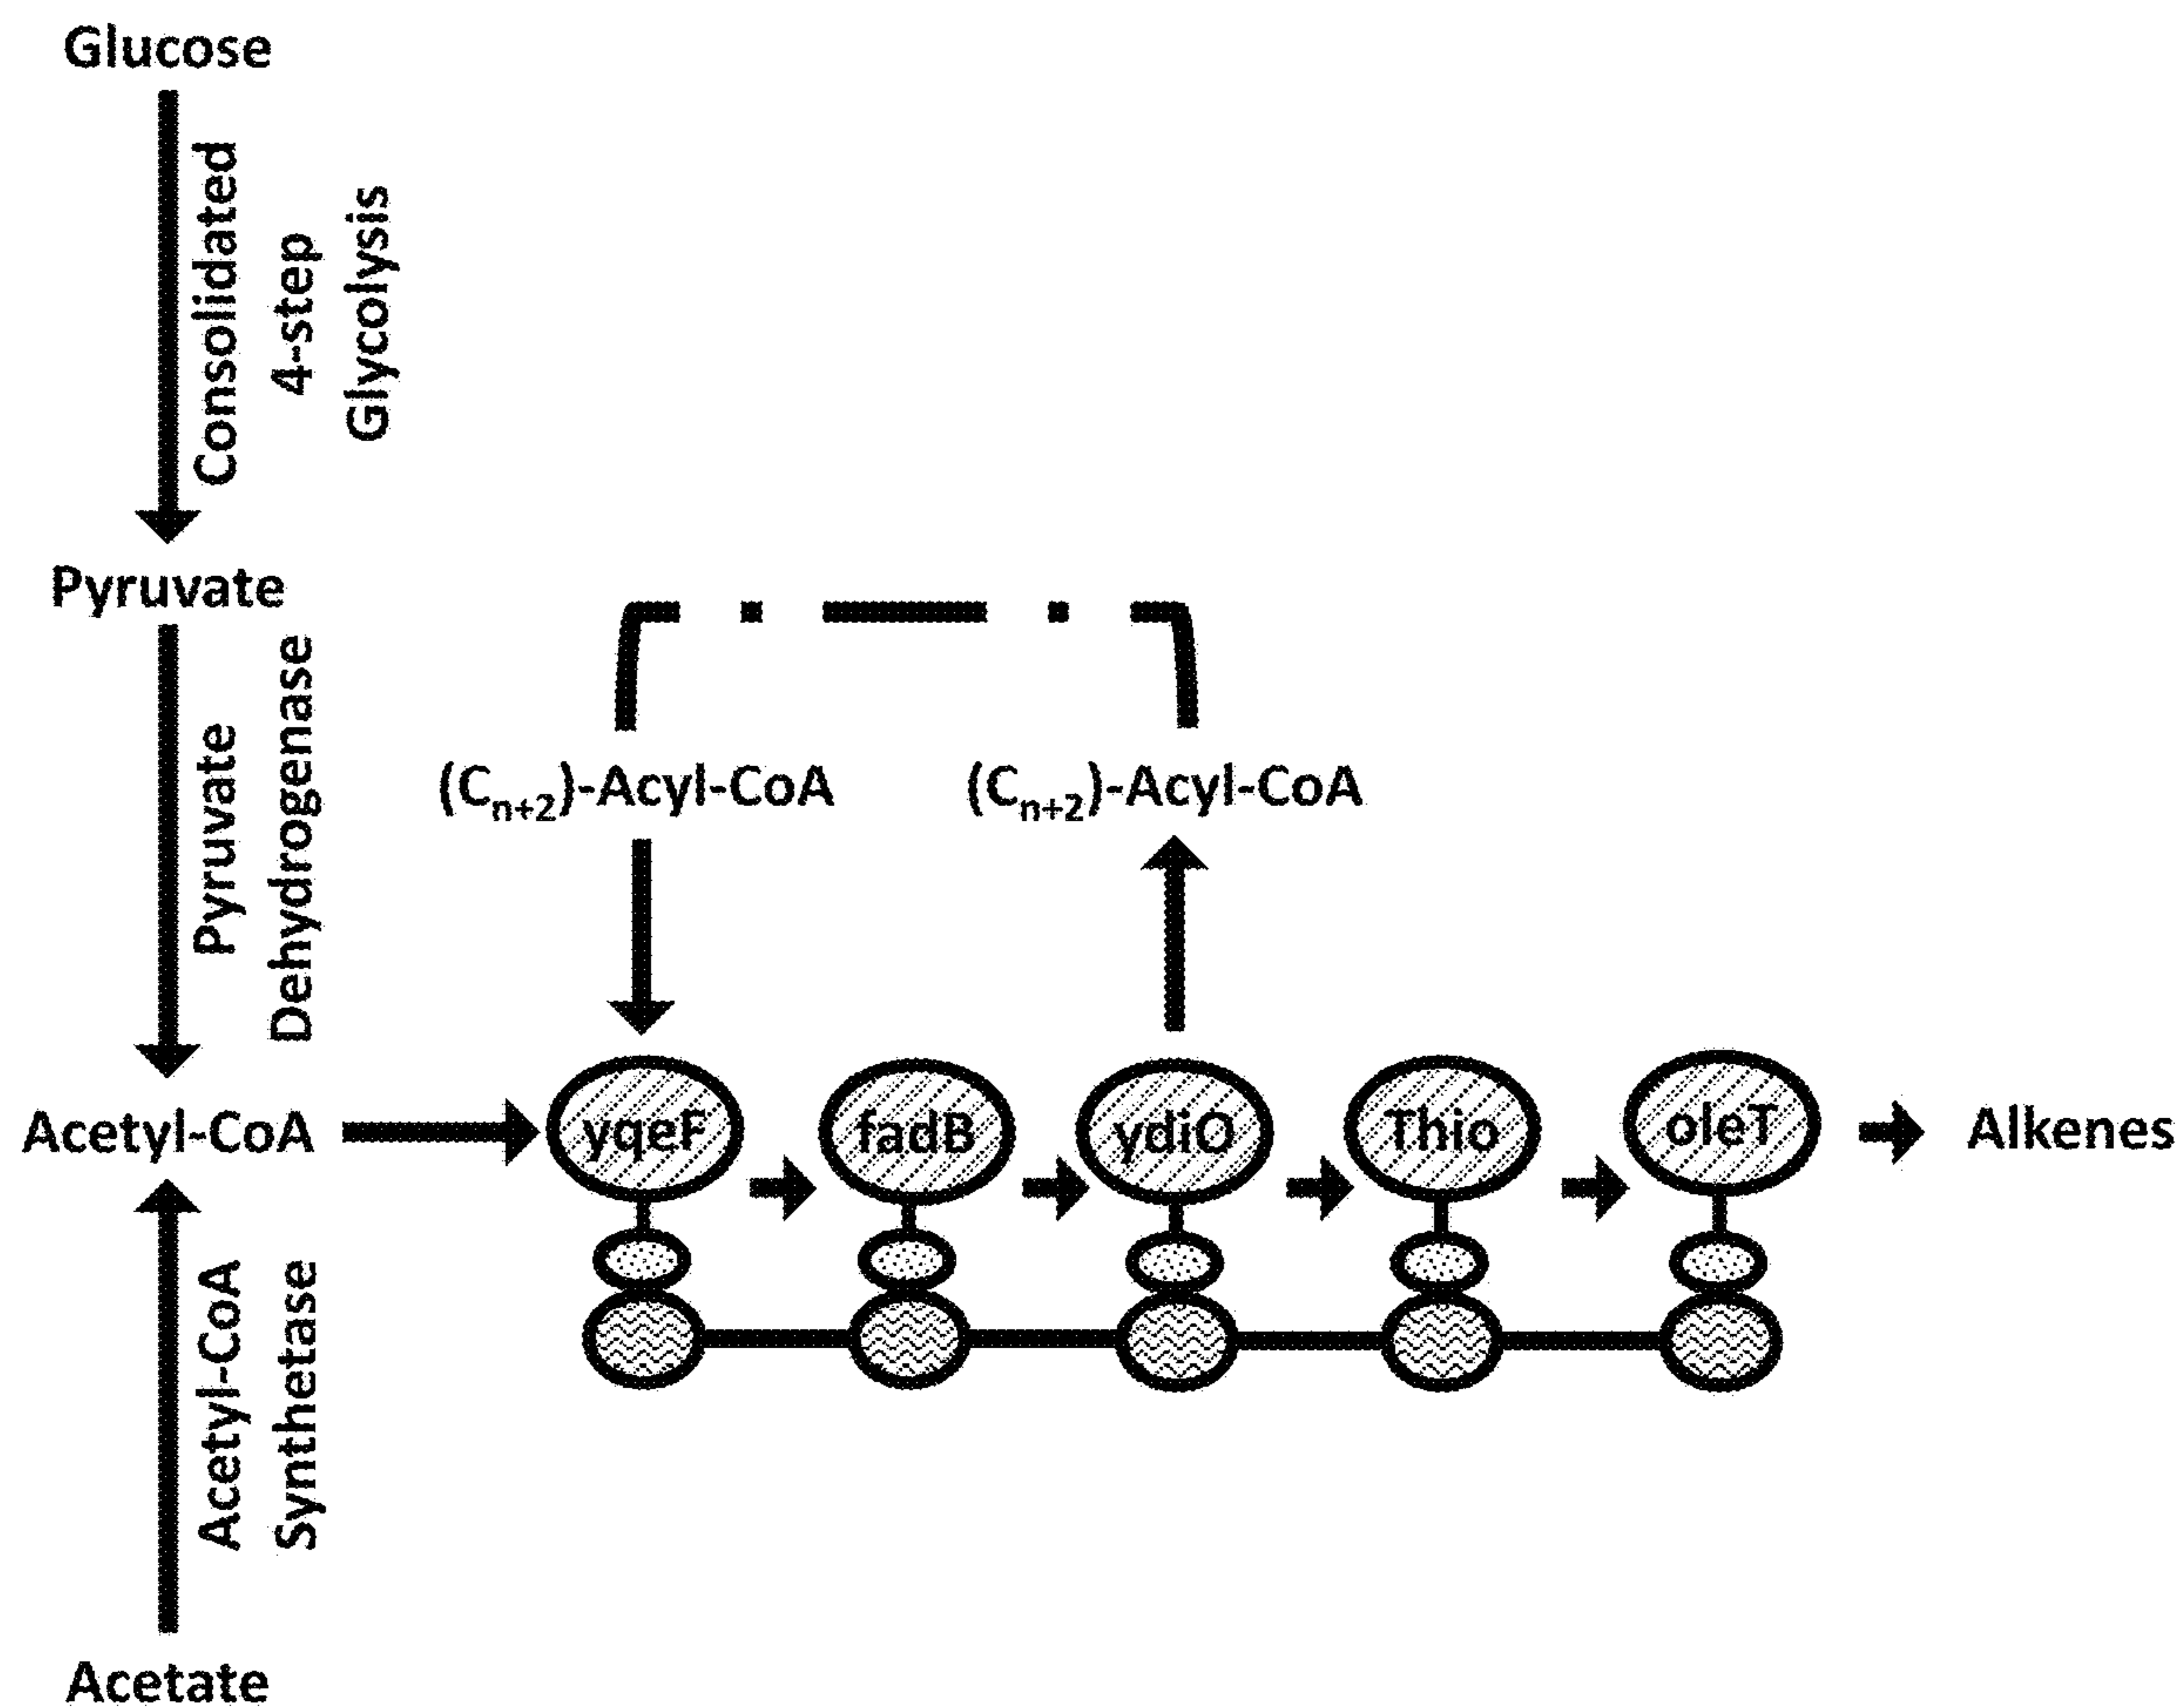 Glucose
Consolidated
4-step
Glycolysis
Pyruvate
Pyruvate
Dehydrogenase
(Cn+2)-Acyl-CoA
(Cn+2)-Acyl-CoA
Acetyl-CoA
yqeF
fadB
ydiO
Thio
oleT
Alkenes
Acetyl-CoA
Synthetase
Acetate